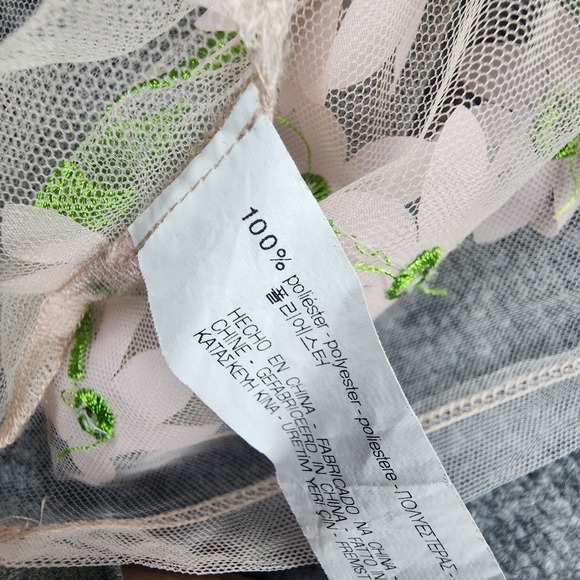 100% poliéster - polyester - poliestere - ΠΟΛΥΕΣΤΕΡΑΣ
폴리에스터
HECHO EN CHINA - FABRICADO NA CHINA
CHINE - GEFABRICEERD IN CHINA - FATTO
ΚΑΤΑΣΚΕΥΗ ΚΙΝΑ - ÜRETIM YERİ ÇIN -